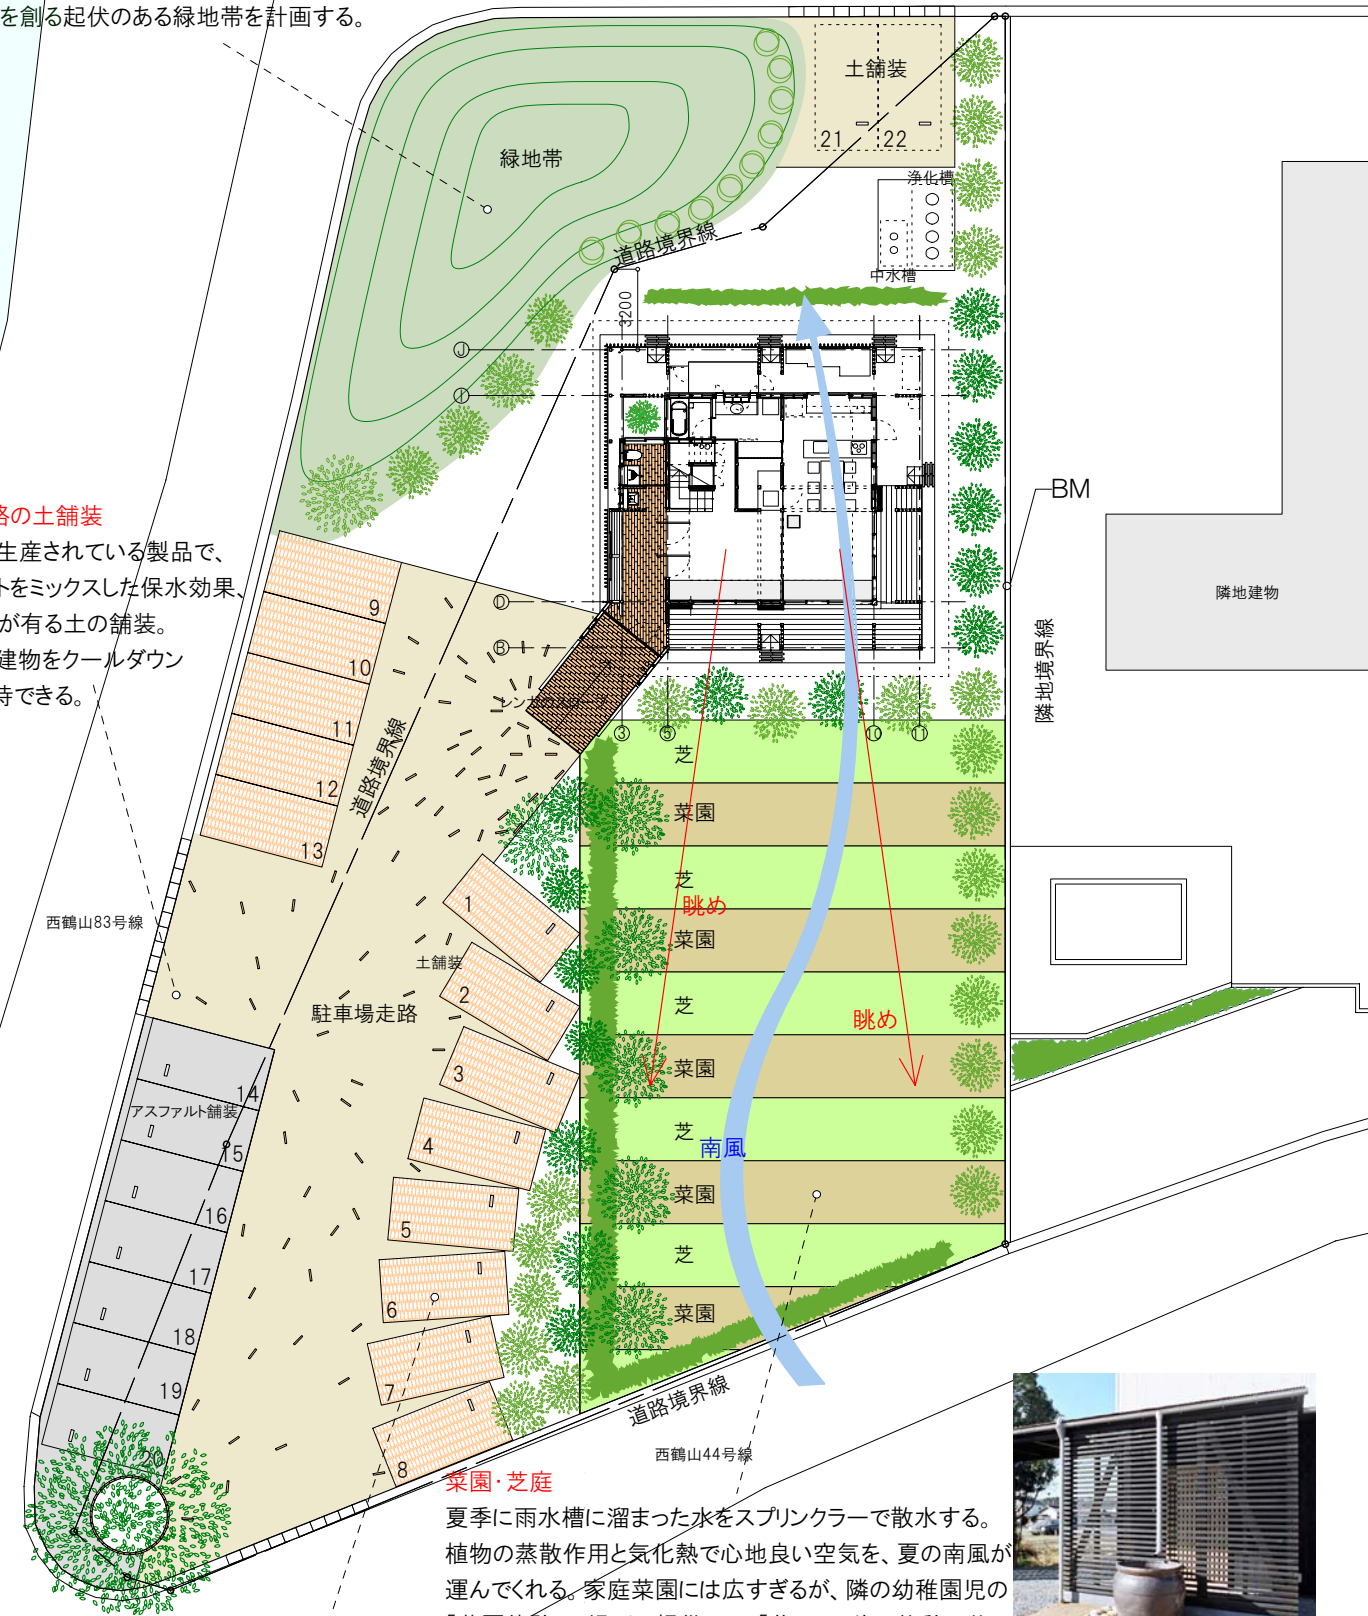 を創る起伏のある緑地帯を計画する。
土舗装
21
22
緑地帯
浄化槽
道路境界線
中水槽
3200
J
I
BM
の土舗装
生産されている製品で、
トをミックスした保水効果、
が有る土の舗装。
建物をクールダウン
待できる。
隣地建物
隣地境界線
D
B
3
5
10
11
9
10
11
12
13
道路境界線
芝
菜園
芝
眺め
菜園
芝
眺め
菜園
芝
南風
菜園
芝
菜園
西鶴山83号線
土舗装
駐車場走路
1
2
3
4
5
6
7
8
アスファルト舗装
14
15
16
17
18
19
20
道路境界線
西鶴山44号線
菜園・芝庭
夏季に雨水槽に溜まった水をスプリンクラーで散水する。
植物の蒸散作用と気化熱で心地良い空気を、夏の南風が
運んでくれる。家庭菜園には広すぎるが、隣の幼稚園児の